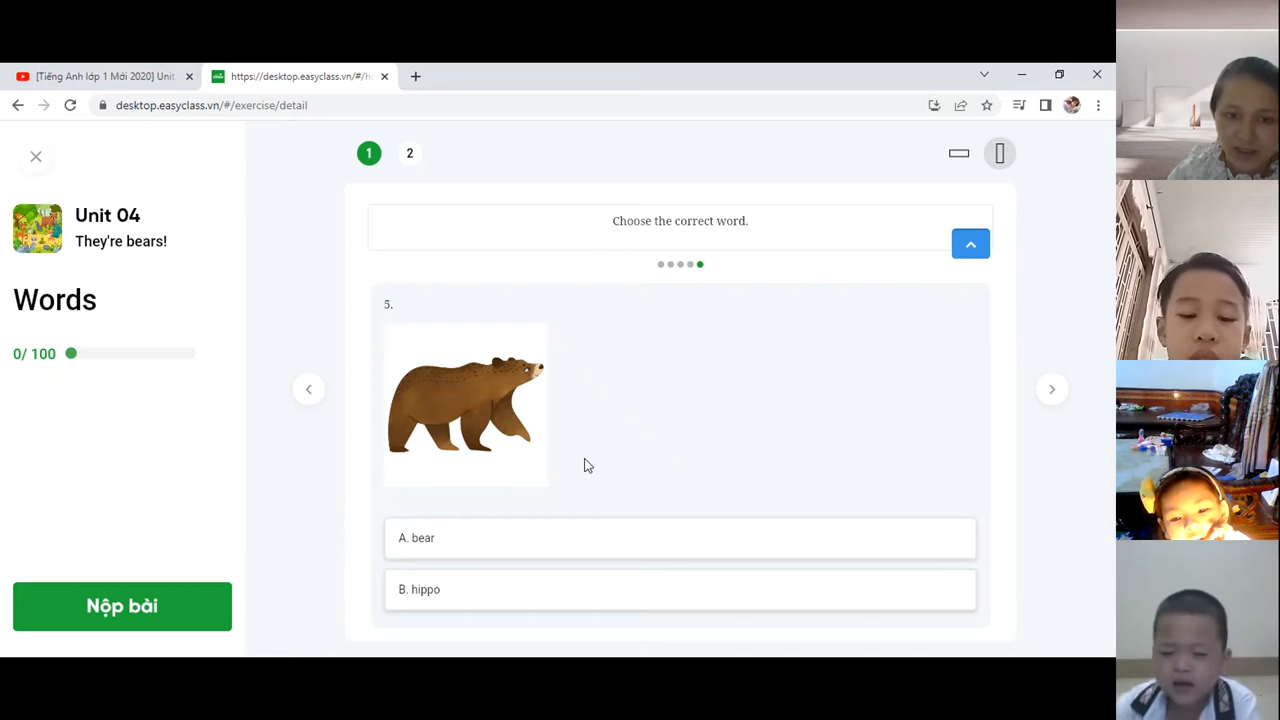 [Tiếng Anh lớp 1 Mới 2020] Unit
https://desktop.easyclass.vn/#/h
desktop.easyclass.vn/#/exercise/detail
1 2
Unit 04
They're bears!
Choose the correct word.
Words
5.
0/ 100
A. bear
B. hippo
Nộp bài